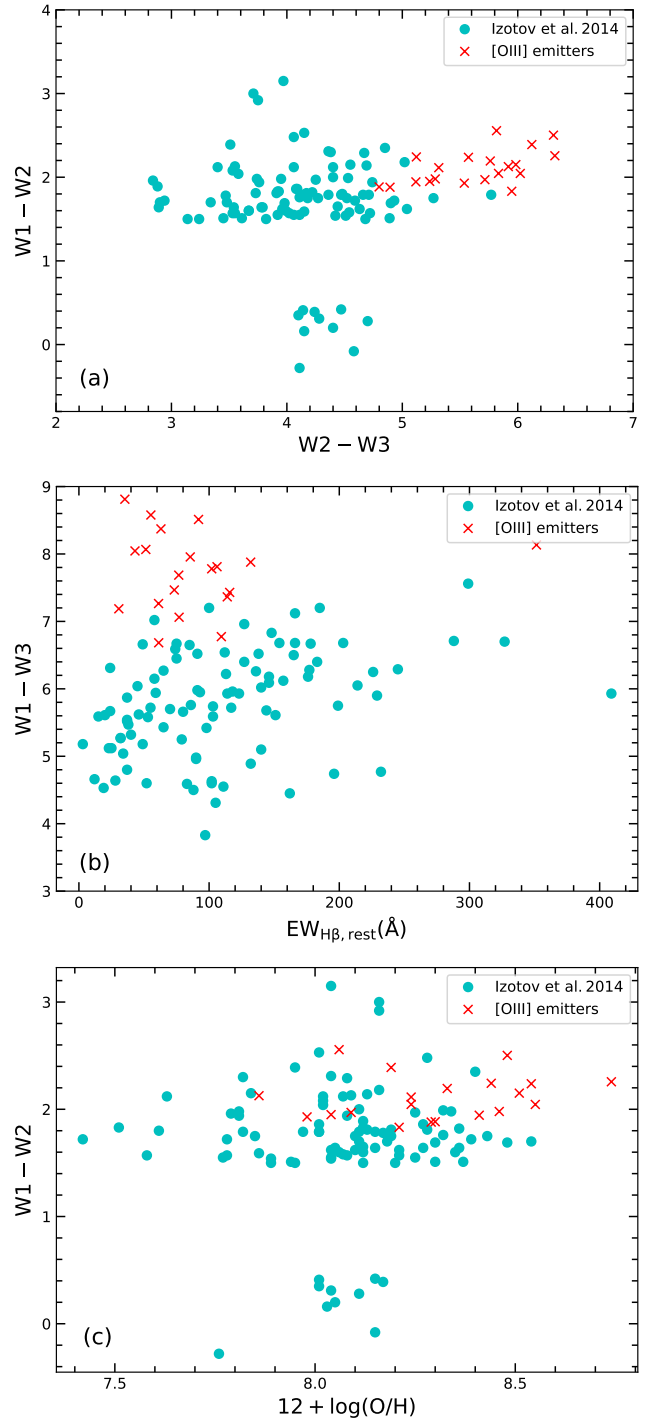 4
3
2
1
0
W1 − W2
Izotov et al. 2014
[OIII] emitters
(a)
2 3 4 5 6 7
W2 − W3
9
8
7
6
5
4
3
W1 − W3
Izotov et al. 2014
[OIII] emitters
(b)
0 100 200 300 400
EWHβ, rest(Å)
3
2
1
0
W1 − W2
Izotov et al. 2014
[OIII] emitters
(c)
7.5 8.0 8.5
12 + log(O/H)